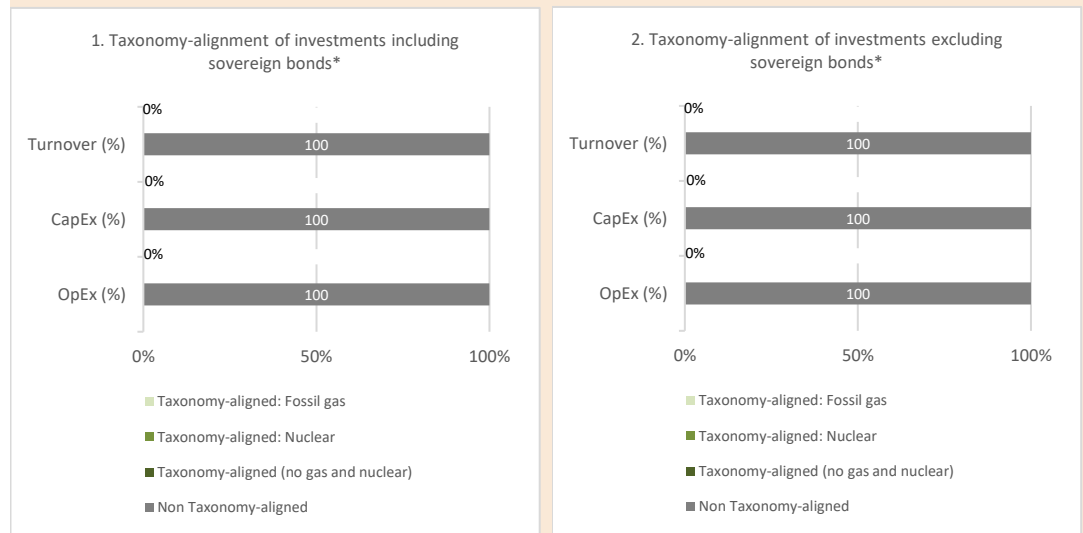 1. Taxonomy-alignment of investments including
sovereign bonds*
0%
Turnover (%)
100
0%
CapEx (%)
100
0%
OpEx (%)
100
0%
50%
100%
Taxonomy-aligned: Fossil gas
Taxonomy-aligned: Nuclear
Taxonomy-aligned (no gas and nuclear)
Non Taxonomy-aligned
2. Taxonomy-alignment of investments excluding
sovereign bonds*
0%
Turnover (%)
100
0%
CapEx (%)
100
0%
OpEx (%)
100
0%
50%
100%
Taxonomy-aligned: Fossil gas
Taxonomy-aligned: Nuclear
Taxonomy-aligned (no gas and nuclear)
Non Taxonomy-aligned